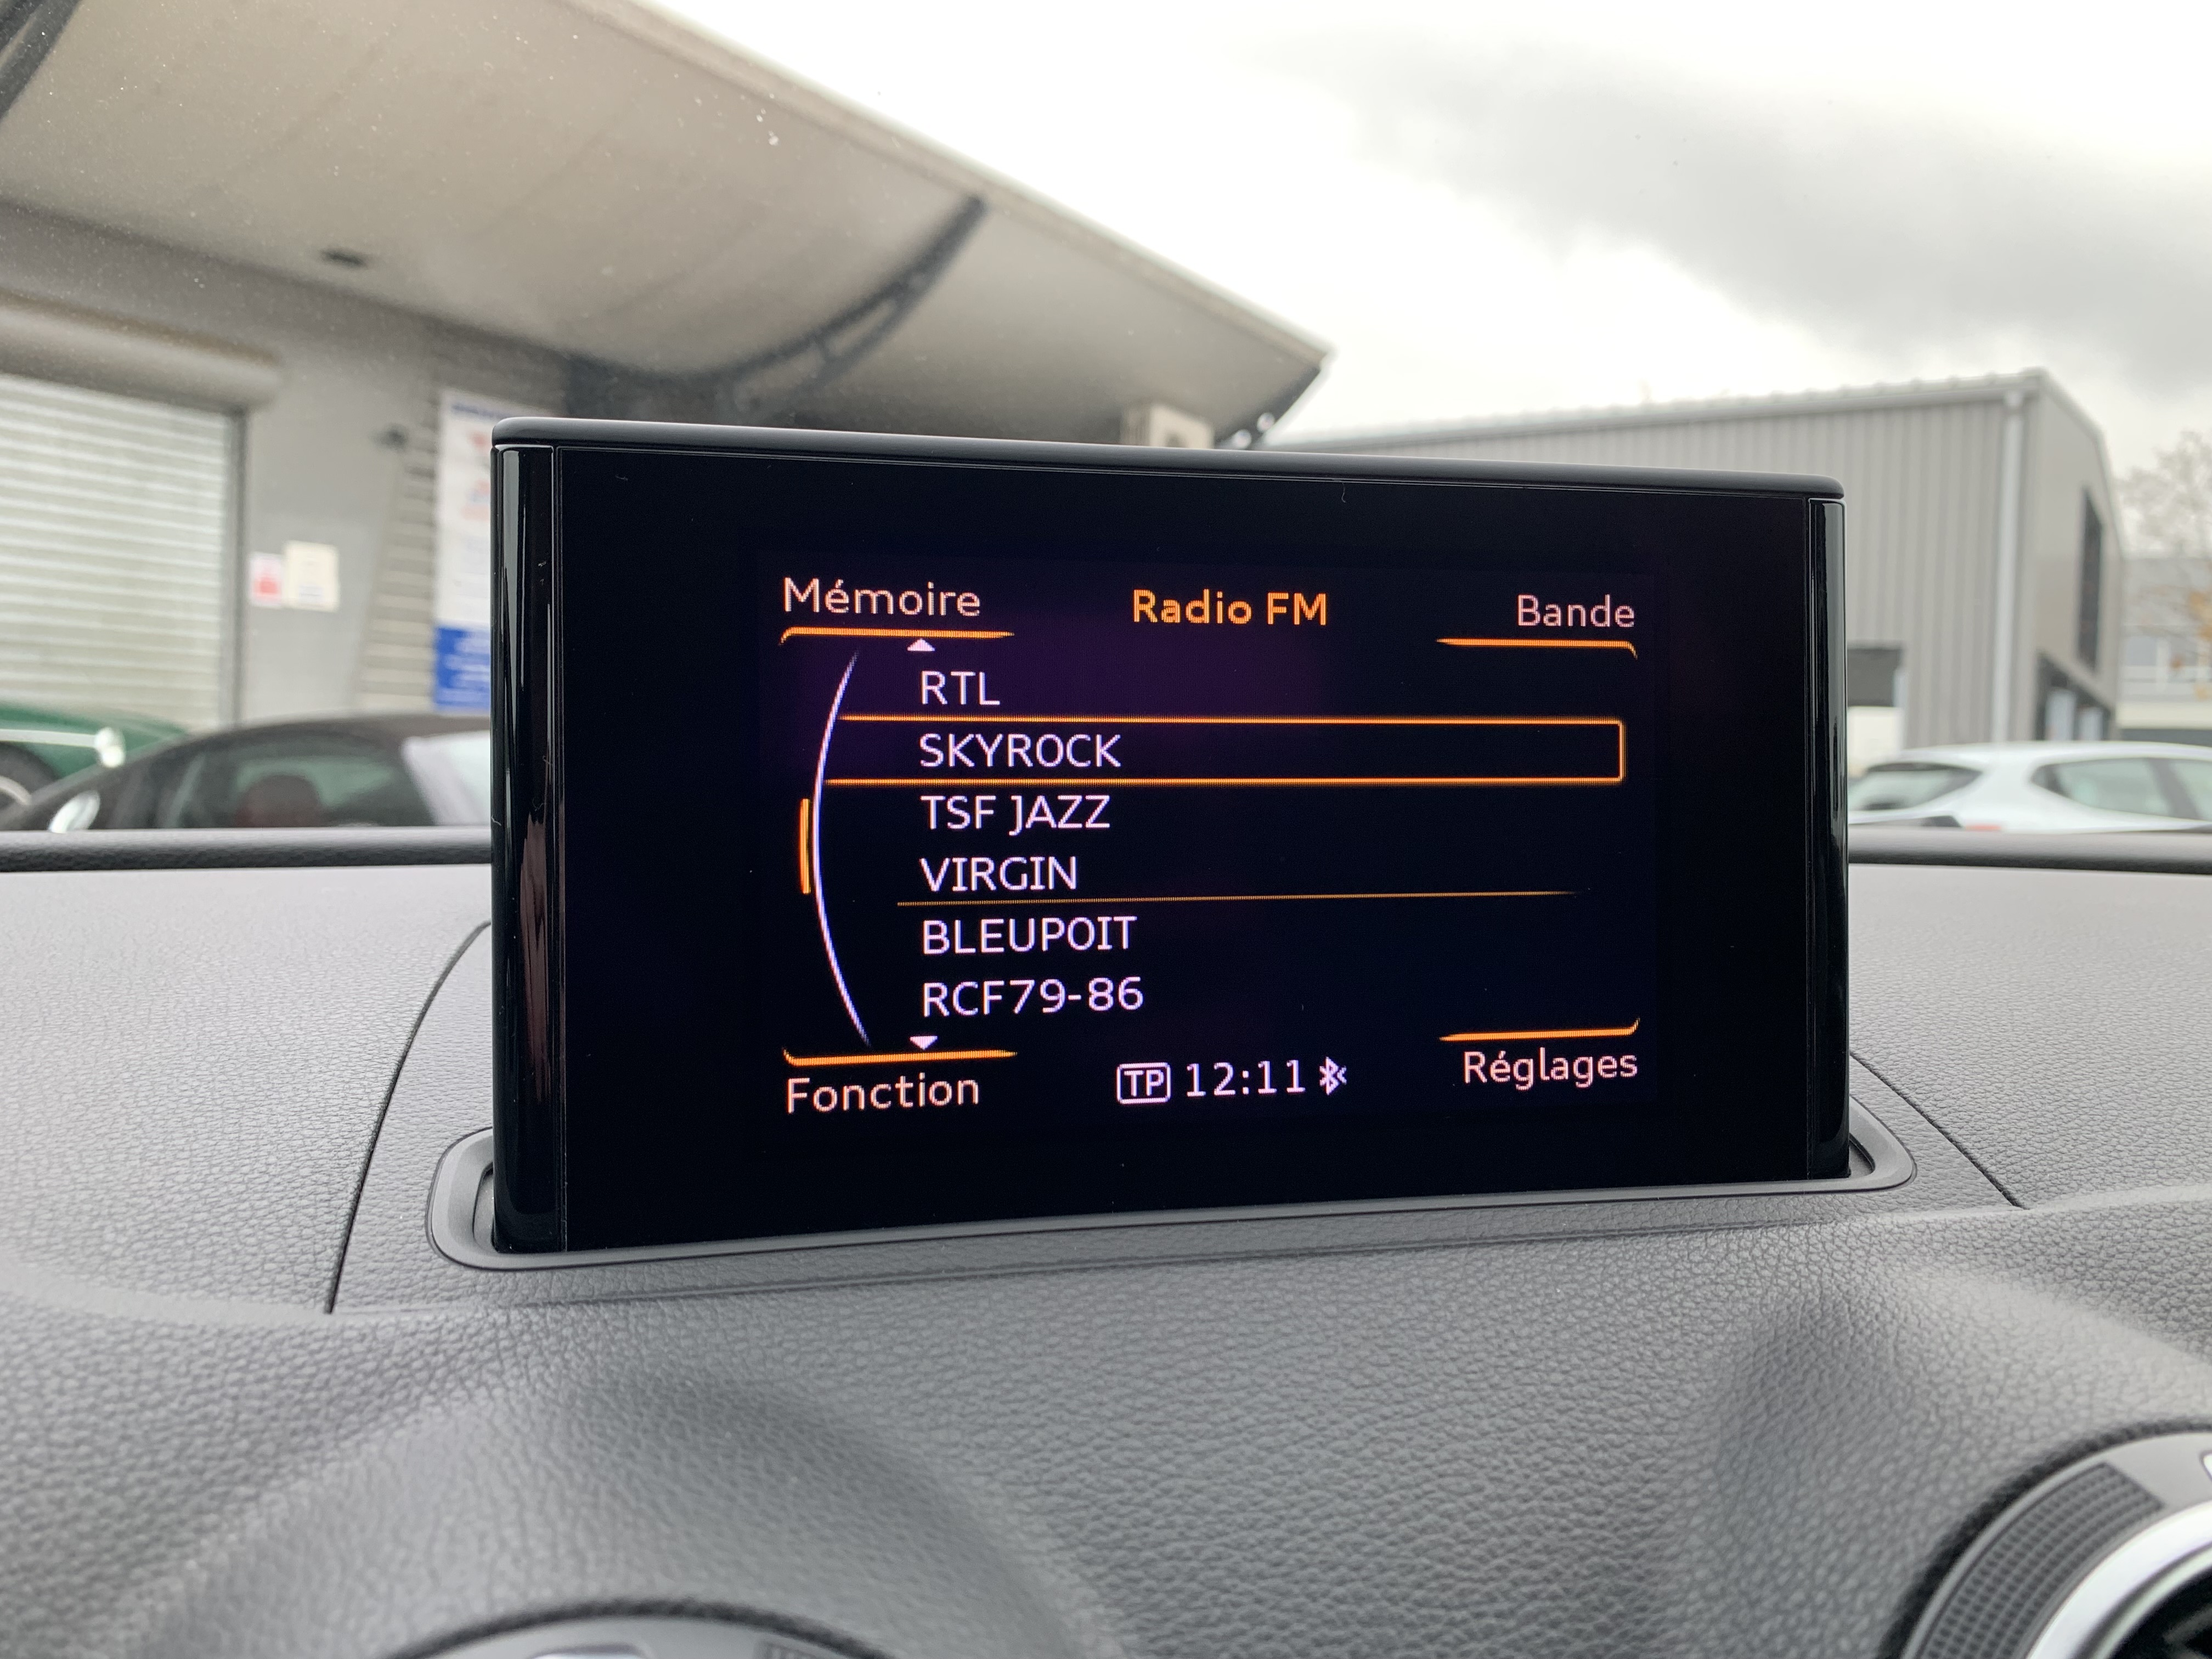 Mémoire
Radio FM
Bande
RTL
SKYROCK
TSF JAZZ
VIRGIN
BLEUPOIT
RCF79-86
Fonction
TP 12:11
Réglages